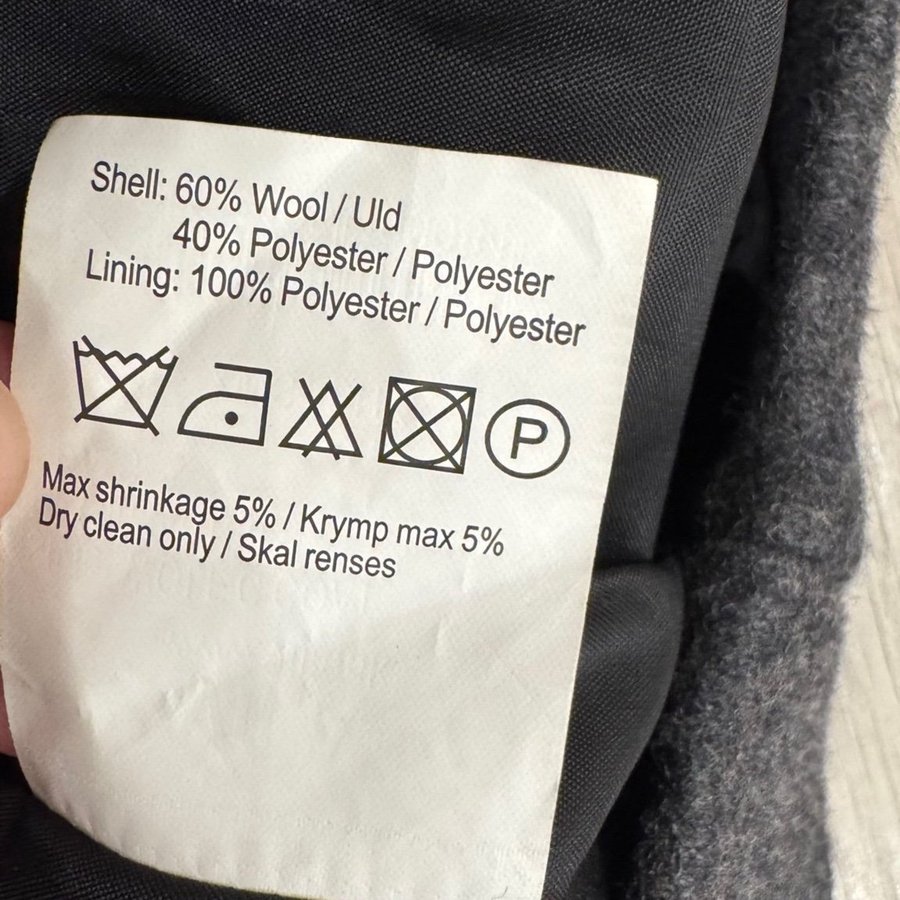 Shell: 60% Wool / Uld
40% Polyester / Polyester
Lining: 100% Polyester / Polyester
P
Max shrinkage 5% / Krymp max 5%
Dry clean only / Skal renses